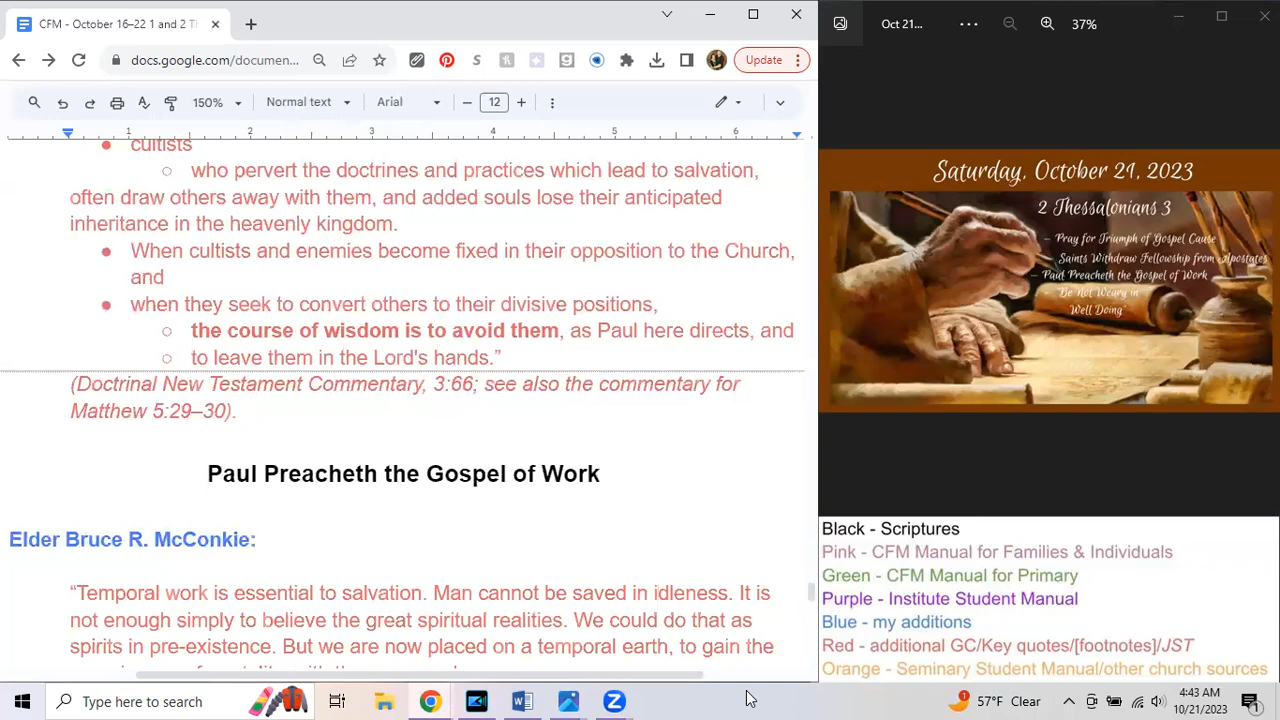 CFM - October 16–22 1 and 2 Th
docs.google.com/documen...
Update
150%
Normal text
Arial
12
1 2 3 4 5 6
cultists
who pervert the doctrines and practices which lead to salvation,
often draw others away with them, and added souls lose their anticipated
inheritance in the heavenly kingdom.
When cultists and enemies become fixed in their opposition to the Church,
and
when they seek to convert others to their divisive positions,
the course of wisdom is to avoid them, as Paul here directs, and
to leave them in the Lord's hands.”
(Doctrinal New Testament Commentary, 3:66; see also the commentary for
Matthew 5:29–30).
Paul Preacheth the Gospel of Work
Elder Bruce R. McConkie:
“Temporal work is essential to salvation. Man cannot be saved in idleness. It is
not enough simply to believe the great spiritual realities. We could do that as
spirits in pre-existence. But we are now placed on a temporal earth, to gain the
Oct 21...
37%
Saturday, October 21, 2023
2 Thessalonians 3
– Pray for Triumph of Gospel Cause
– Saints Withdraw Fellowship from Apostates
– Paul Preacheth the Gospel of Work
– "Be Not Weary in
Well Doing"
Black - Scriptures
Pink - CFM Manual for Families & Individuals
Green - CFM Manual for Primary
Purple - Institute Student Manual
Blue - my additions
Red - additional GC/Key quotes/[footnotes]/JST
Orange - Seminary Student Manual/other church sources
Type here to search
57°F Clear
4:43 AM
10/21/2023